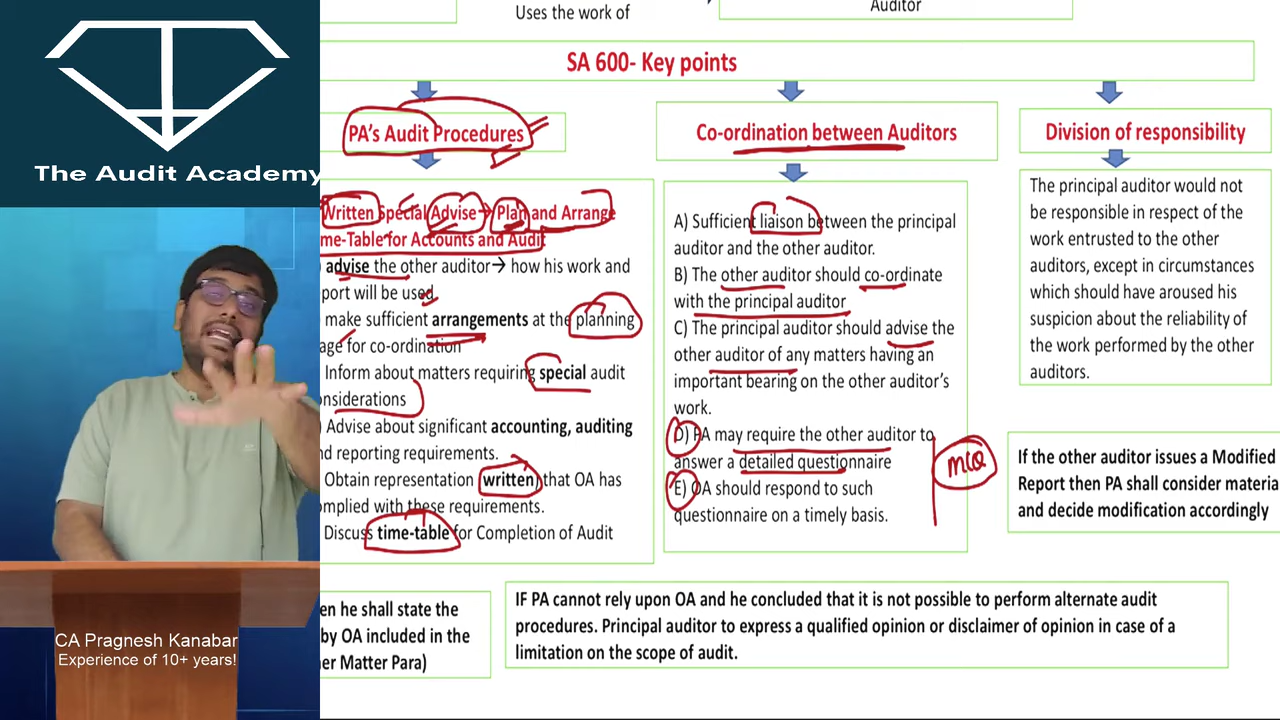 Uses the work of
Auditor
SA 600- Key points
The Audit Academy
PA's Audit Procedures
Co-ordination between Auditors
Division of responsibility
Written Special Advise→ Plan and Arrange
me-Table for Accounts and Audit
advise the other auditor→ how his work and
port will be used
make sufficient arrangements at the planning
age for co-ordination
Inform about matters requiring special audit
nsiderations
Advise about significant accounting, auditing
nd reporting requirements.
Obtain representation (written) that OA has
omplied with these requirements.
Discuss time-table for Completion of Audit
A) Sufficient liaison between the principal
auditor and the other auditor.
B) The other auditor should co-ordinate
with the principal auditor
C) The principal auditor should advise the
other auditor of any matters having an
important bearing on the other auditor's
work.
D) PA may require the other auditor to
answer a detailed questionnaire
E) OA should respond to such
questionnaire on a timely basis.
MCQ
The principal auditor would not
be responsible in respect of the
work entrusted to the other
auditors, except in circumstances
which should have aroused his
suspicion about the reliability of
the work performed by the other
auditors.
If the other auditor issues a Modified
Report then PA shall consider materia
and decide modification accordingly
en he shall state the
by OA included in the
er Matter Para)
IF PA cannot rely upon OA and he concluded that it is not possible to perform alternate audit
procedures. Principal auditor to express a qualified opinion or disclaimer of opinion in case of a
limitation on the scope of audit.
CA Pragnesh Kanabar
Experience of 10+ years!